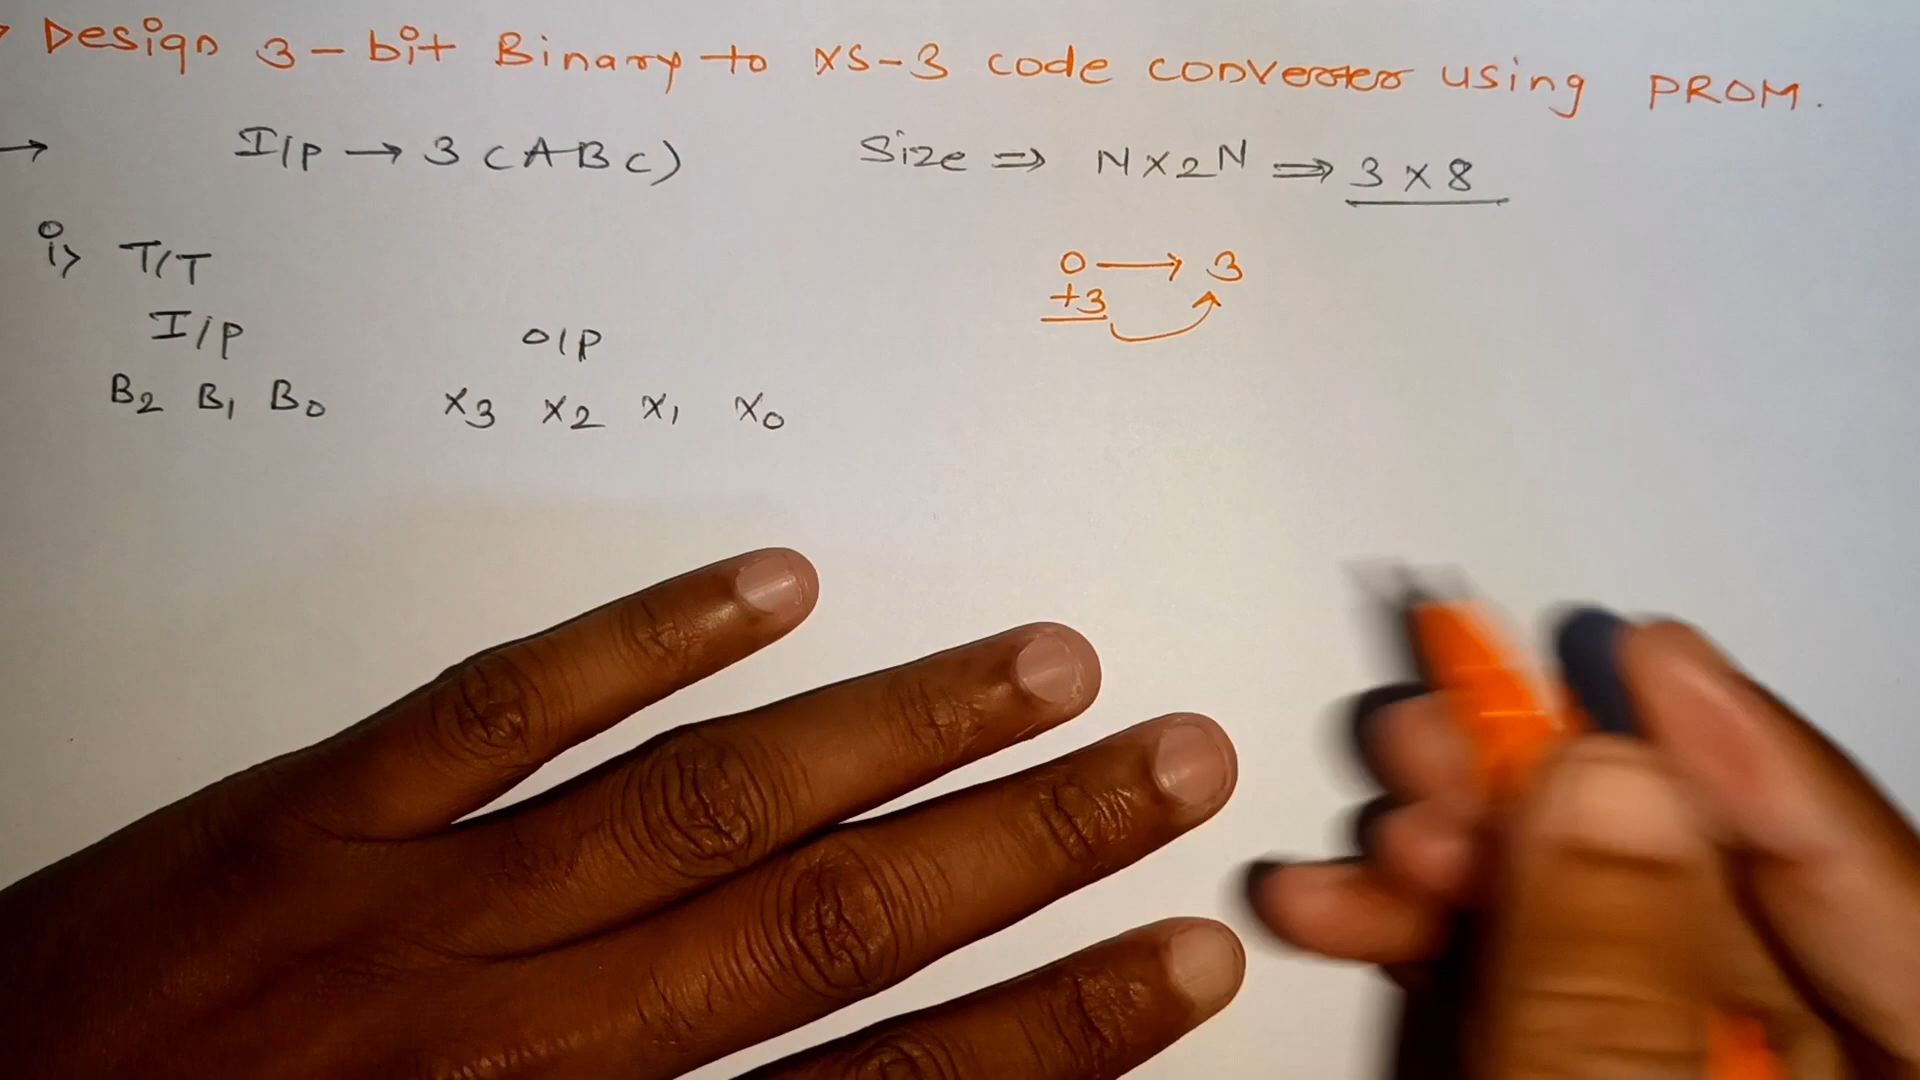 Design 3-bit Binary to XS-3 code converter using PROM.
→ I/P → 3 (ABC) Size ⇒ N×2N ⇒ 3×8
i> T/T
0 → 3
+3
I/P O/P
B2 B1 B0 X3 X2 X1 X0